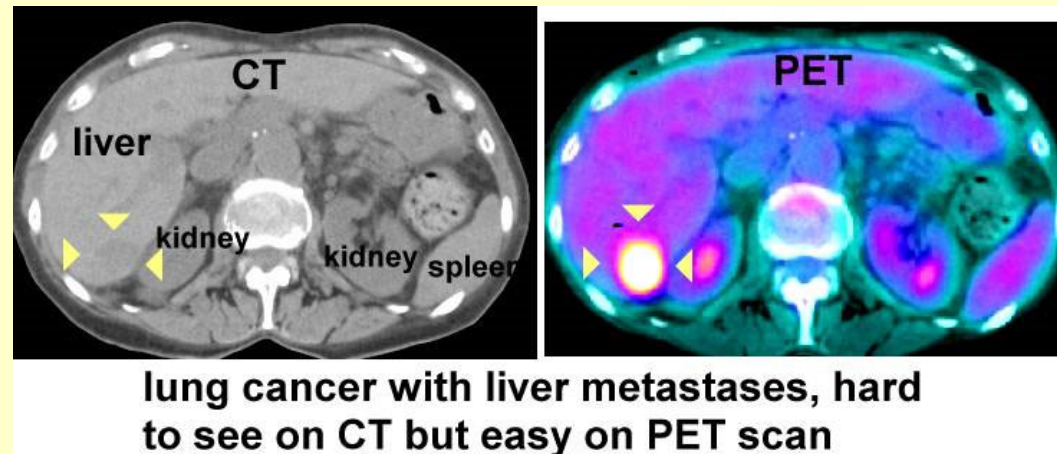 CT
PET
liver
kidney
kidney
spleen
lung cancer with liver metastases, hard
to see on CT but easy on PET scan